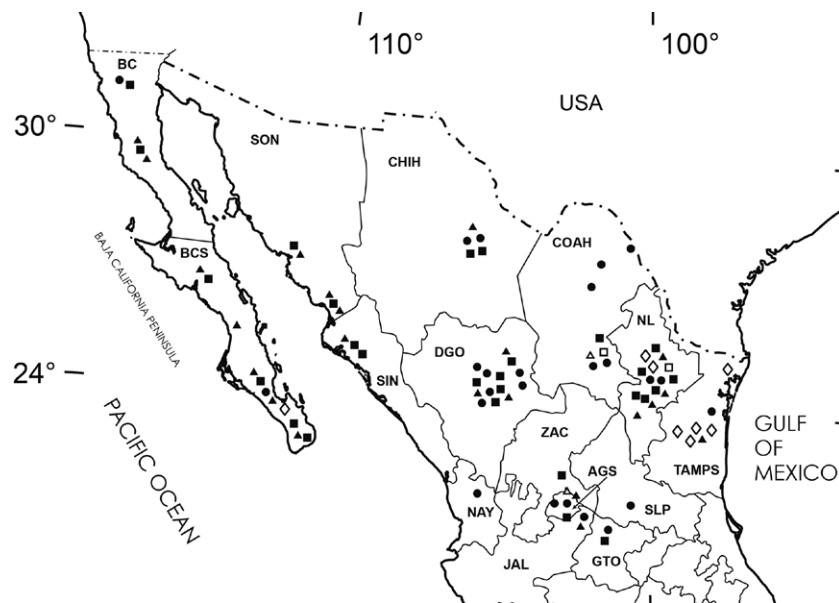 110°
100°
USA
BC
30°
SON
CHIH
COAH
BAJA CALIFORNIA PENINSULA
BCS
NL
24°
DGO
SIN
PACIFIC OCEAN
GULF
OF
MEXICO
ZAC
AGS
TAMPS
NAY
SLP
JAL
GTO